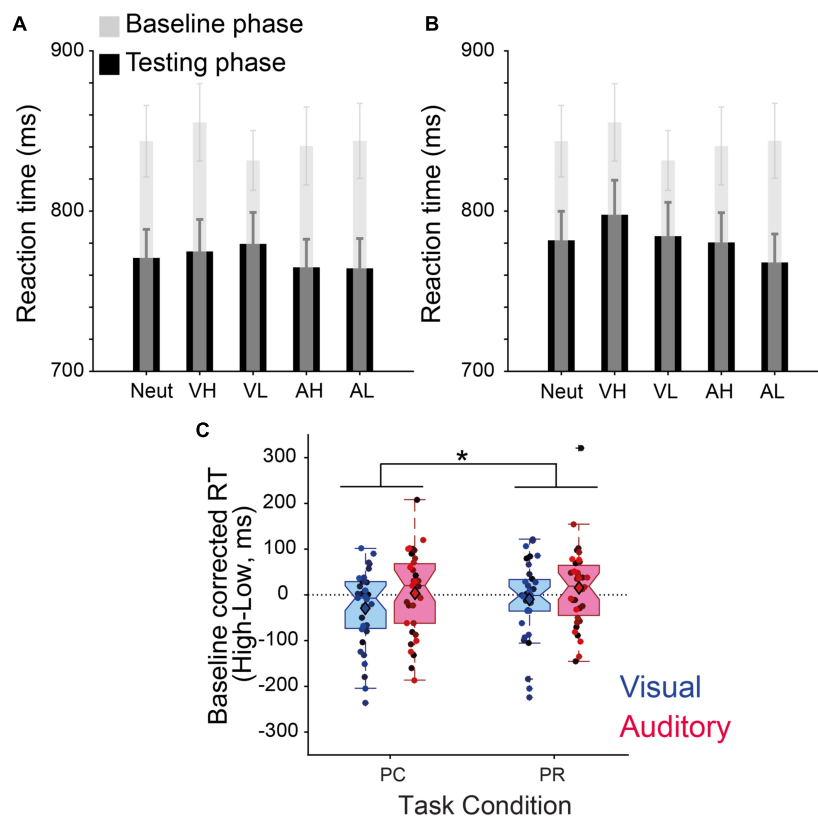 A
Baseline phase
Testing phase
B
900
800
700
Reaction time (ms)
Neut VH VL AH AL
900
800
700
Reaction time (ms)
Neut VH VL AH AL
C
*
300
200
100
0
-100
-200
-300
Baseline corrected RT
(High-Low, ms)
Visual
Auditory
PC PR
Task Condition